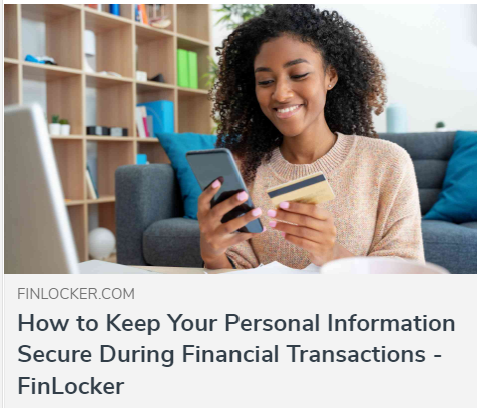 FINLOCKER.COM
How to Keep Your Personal Information
Secure During Financial Transactions -
FinLocker